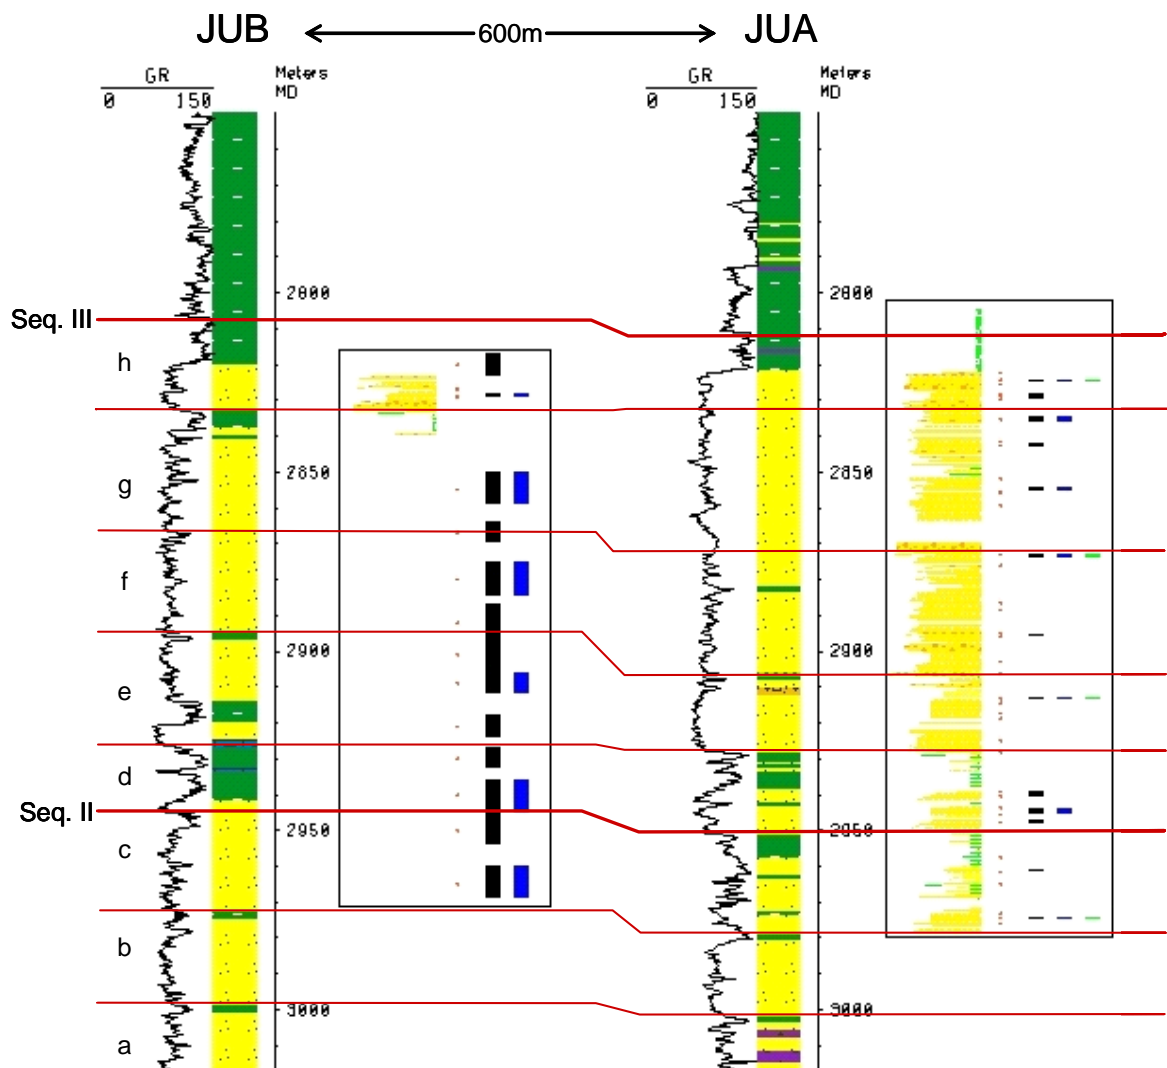 JUB 600m JUA
GR Meters MD GR Meters MD
0 150 0 150
2800 2800
Seq. III
h
2850 2850
g
f
2900 2900
e
d
Seq. II
2950 2950
c
b
3000 3000
a